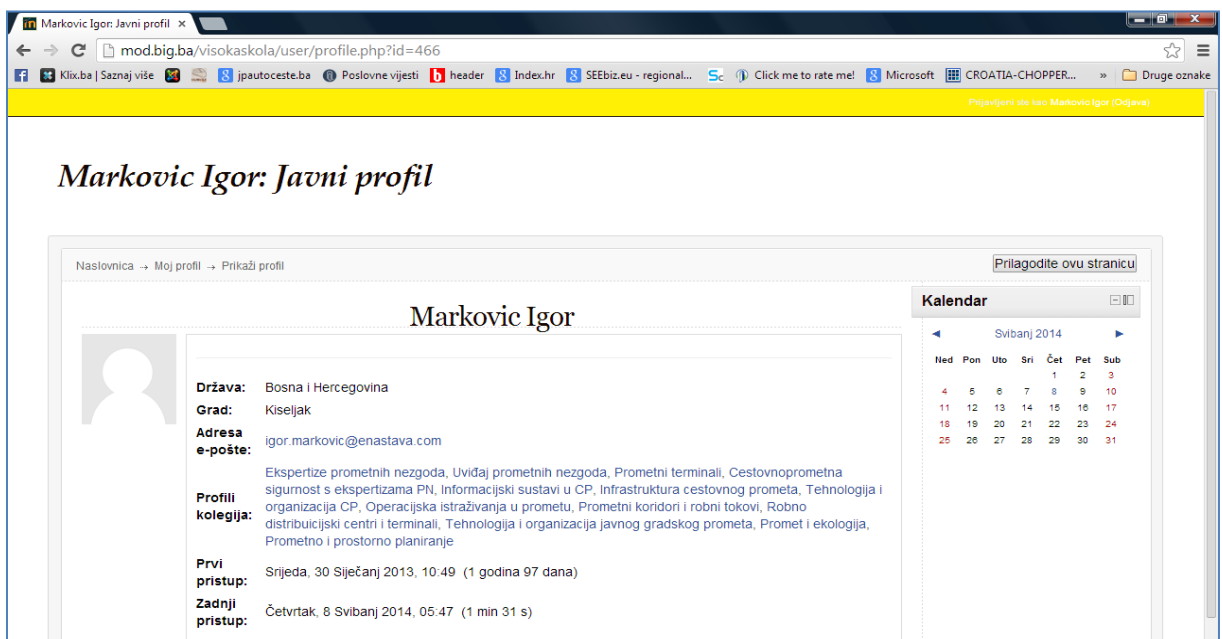 Markovic Igor: Javni profil
mod.big.ba/visokaskola/user/profile.php?id=466
Klix.ba | Saznaj više jpautoceste.ba Poslovne vijesti header Index.hr SEEbiz.eu - regional... Click me to rate me! Microsoft CROATIA-CHOPPER... » Druge oznake
Prijavljeni ste kao Markovic Igor (Odjava)
Markovic Igor: Javni profil
Naslovnica → Moj profil → Prikaži profil
Prilagodite ovu stranicu
Markovic Igor
Država: Bosna i Hercegovina
Grad: Kiseljak
Adresa
e-pošte: igor.markovic@enastava.com
Profili
kolegija:
Ekspertize prometnih nezgoda, Uviđaj prometnih nezgoda, Prometni terminali, Cestovnoprometna
sigurnost s ekspertizama PN, Informacijski sustavi u CP, Infrastruktura cestovnog prometa, Tehnologija i
organizacija CP, Operacijska istraživanja u prometu, Prometni koridori i robni tokovi, Robno
distribuicijski centri i terminali, Tehnologija i organizacija javnog gradskog prometa, Promet i ekologija,
Prometno i prostorno planiranje
Prvi
pristup: Srijeda, 30 Siječanj 2013, 10:49 (1 godina 97 dana)
Zadnji
pristup: Četvrtak, 8 Svibanj 2014, 05:47 (1 min 31 s)
Kalendar
◄ Svibanj 2014 ►
Ned Pon Uto Sri Čet Pet Sub
1 2 3
4 5 6 7 8 9 10
11 12 13 14 15 16 17
18 19 20 21 22 23 24
25 26 27 28 29 30 31